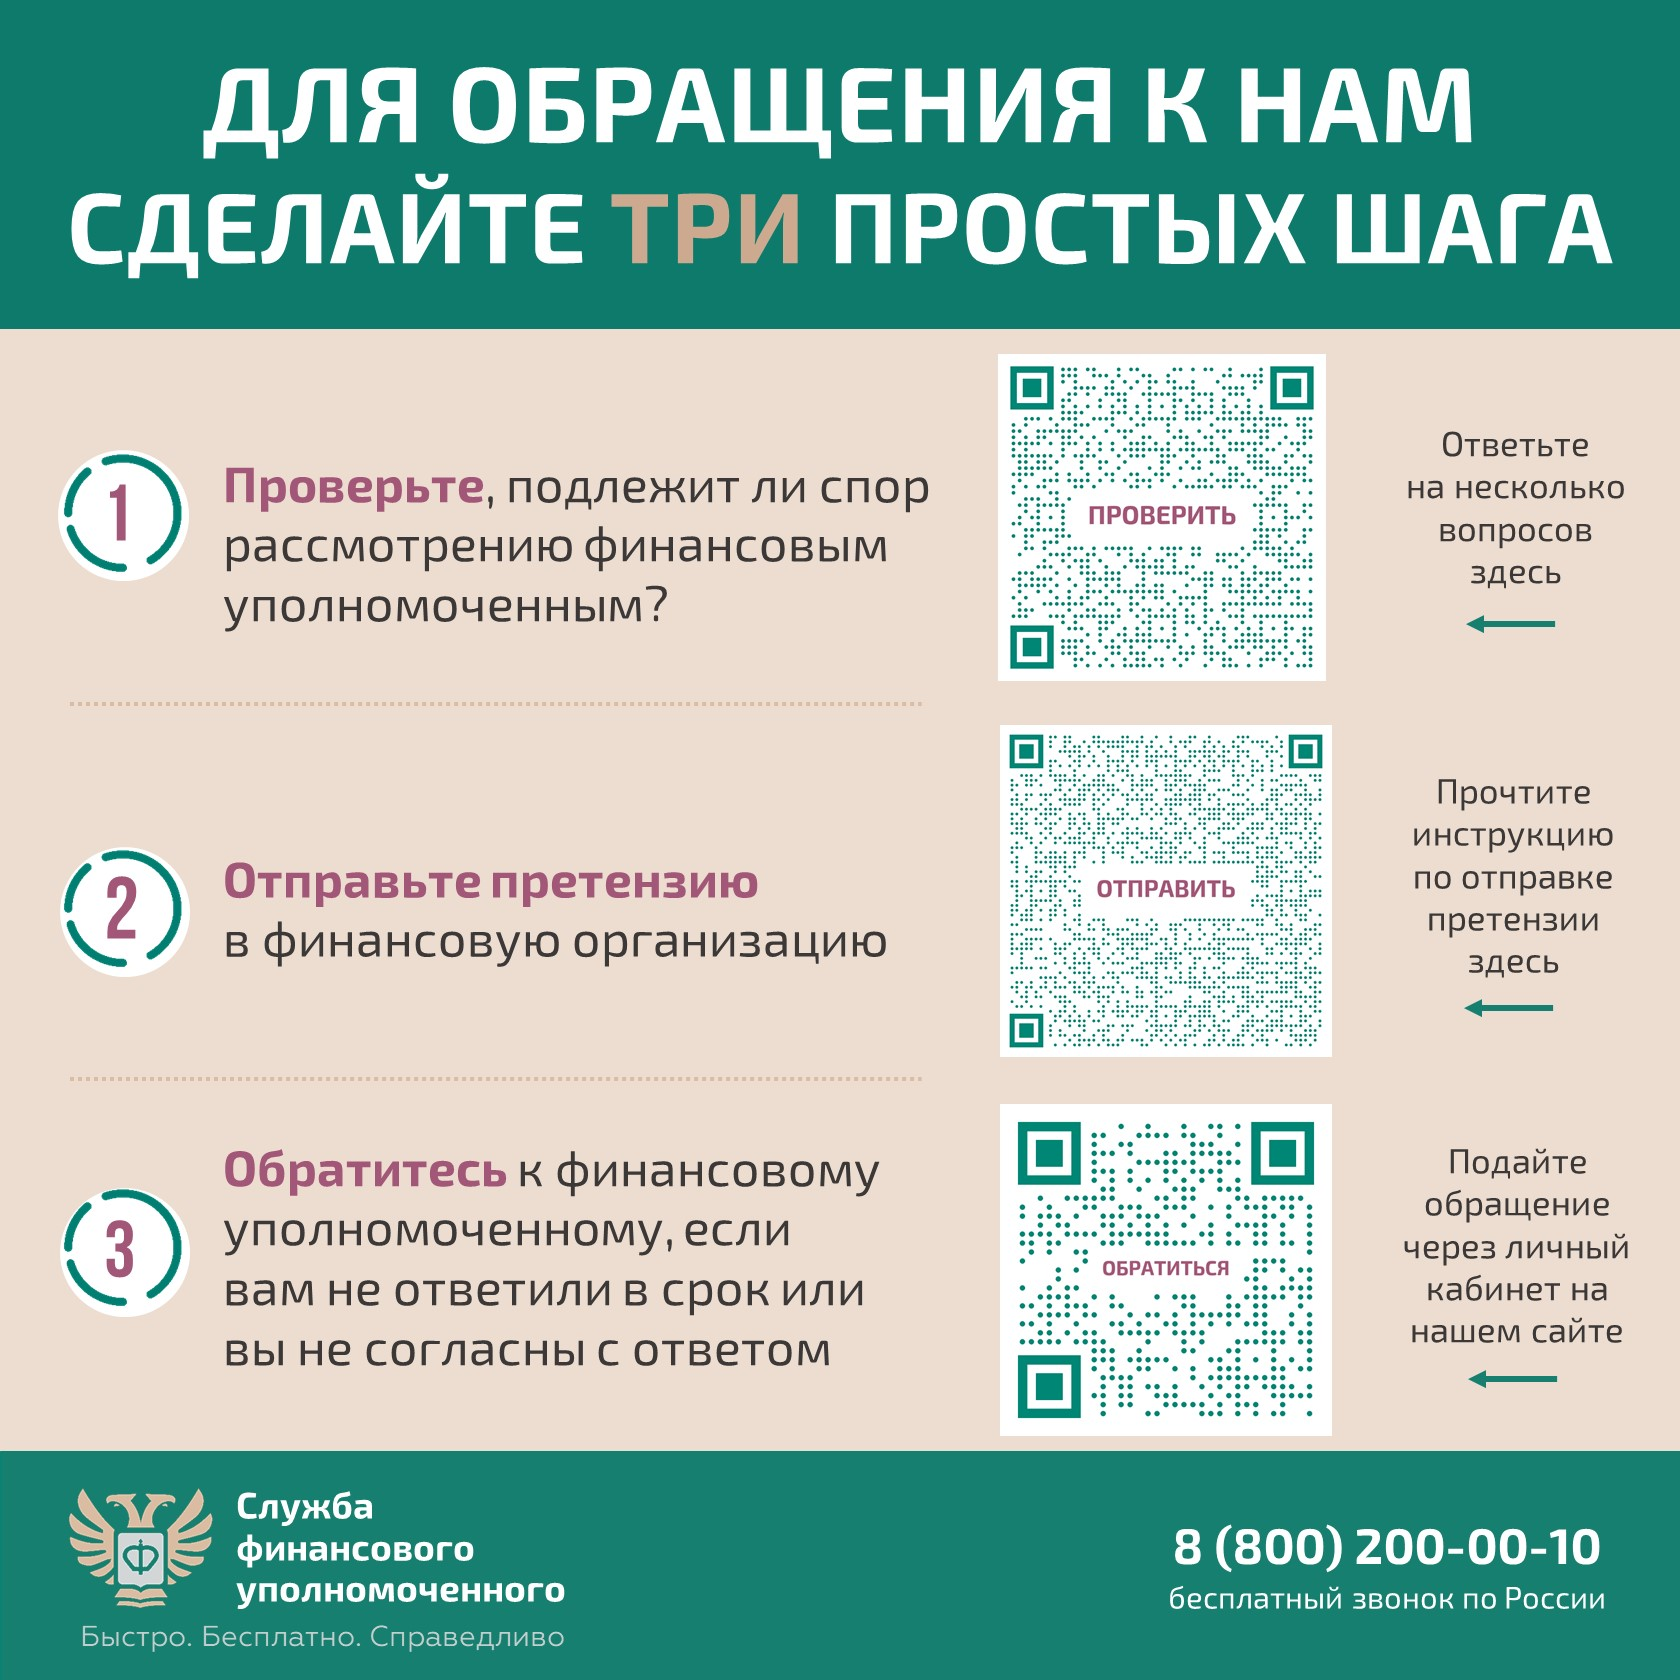 ДЛЯ ОБРАЩЕНИЯ К НАМ
СДЕЛАЙТЕ ТРИ ПРОСТЫХ ШАГА
1
Проверьте, подлежит ли спор
рассмотрению финансовым
уполномоченным?
ПРОВЕРИТЬ
Ответьте
на несколько
вопросов
здесь
2
Отправьте претензию
в финансовую организацию
ОТПРАВИТЬ
Прочтите
инструкцию
по отправке
претензии
здесь
3
Обратитесь к финансовому
уполномоченному, если
вам не ответили в срок или
вы не согласны с ответом
ОБРАТИТЬСЯ
Подайте
обращение
через личный
кабинет на
нашем сайте
Ф
Служба
финансового
уполномоченного
Быстро. Бесплатно. Справедливо
8 (800) 200-00-10
бесплатный звонок по России